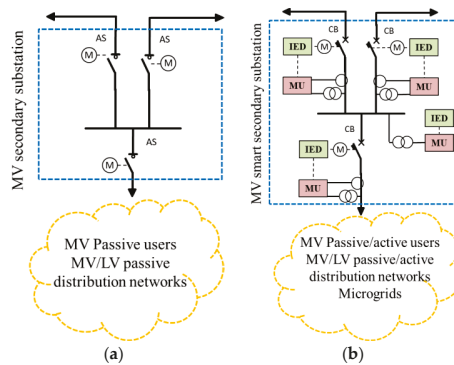 MV secondary substation
AS
M
M
AS
M
MV Passive users
MV/LV passive
distribution networks
(a)
MV smart secondary substation
CB
IED
M
CB
M
IED
MU
MU
IED
MU
CB
IED
M
MU
MV Passive/active users
MV/LV passive/active
distribution networks
Microgrids
(b)